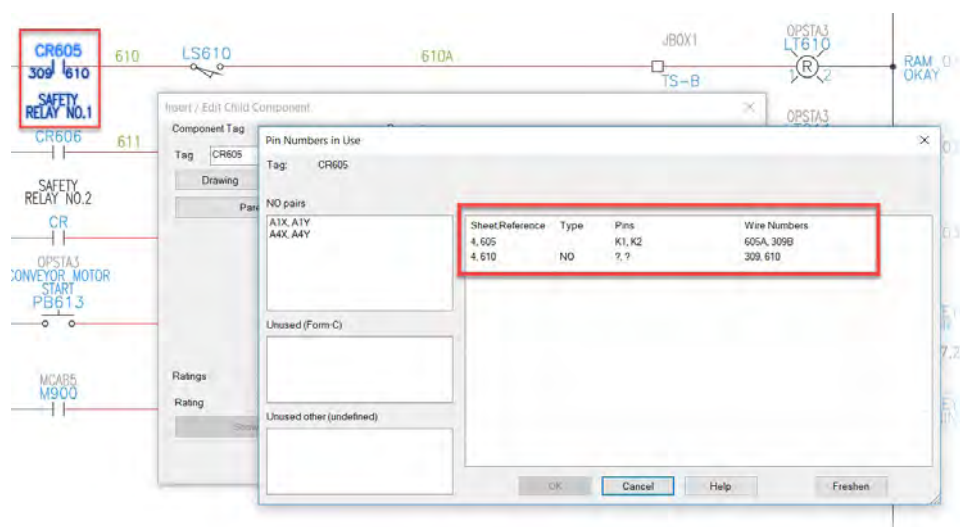 CR605
309 610
SAFETY
RELAY NO.1
610
LS610
610A
JBOX1
TS-B
OPSTA3
LT610
R
1 2
RAM
OKAY
CR606
611
OPSTA3
SAFETY
RELAY NO.2
CR
OPSTA3
CONVEYOR MOTOR
START
PB613
MCAB5
M900
Insert / Edit Child Component
Component Tag
Tag CR605
Drawing
Ratings
Rating
Pin Numbers in Use
Tag: CR605
NO pairs
A1X, A1Y
A4X, A4Y
Unused (Form-C)
Unused other (undefined)
Sheet,Reference Type Pins Wire Numbers
4, 605 K1, K2 605A, 309B
4, 610 NO ?, ? 309, 610
OK Cancel Help Freshen